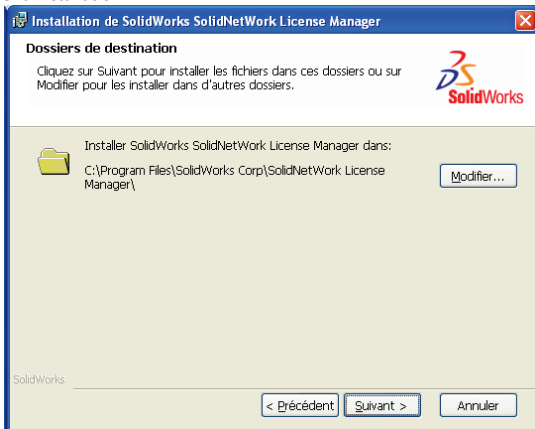 Installation de SolidWorks SolidNetWork License Manager
Dossiers de destination
Cliquez sur Suivant pour installer les fichiers dans ces dossiers ou sur
Modifier pour les installer dans d'autres dossiers.
SolidWorks
Installer SolidWorks SolidNetWork License Manager dans:
C:\Program Files\SolidWorks Corp\SolidNetWork License
Manager\
Modifier...
SolidWorks
< Précédent
Suivant >
Annuler